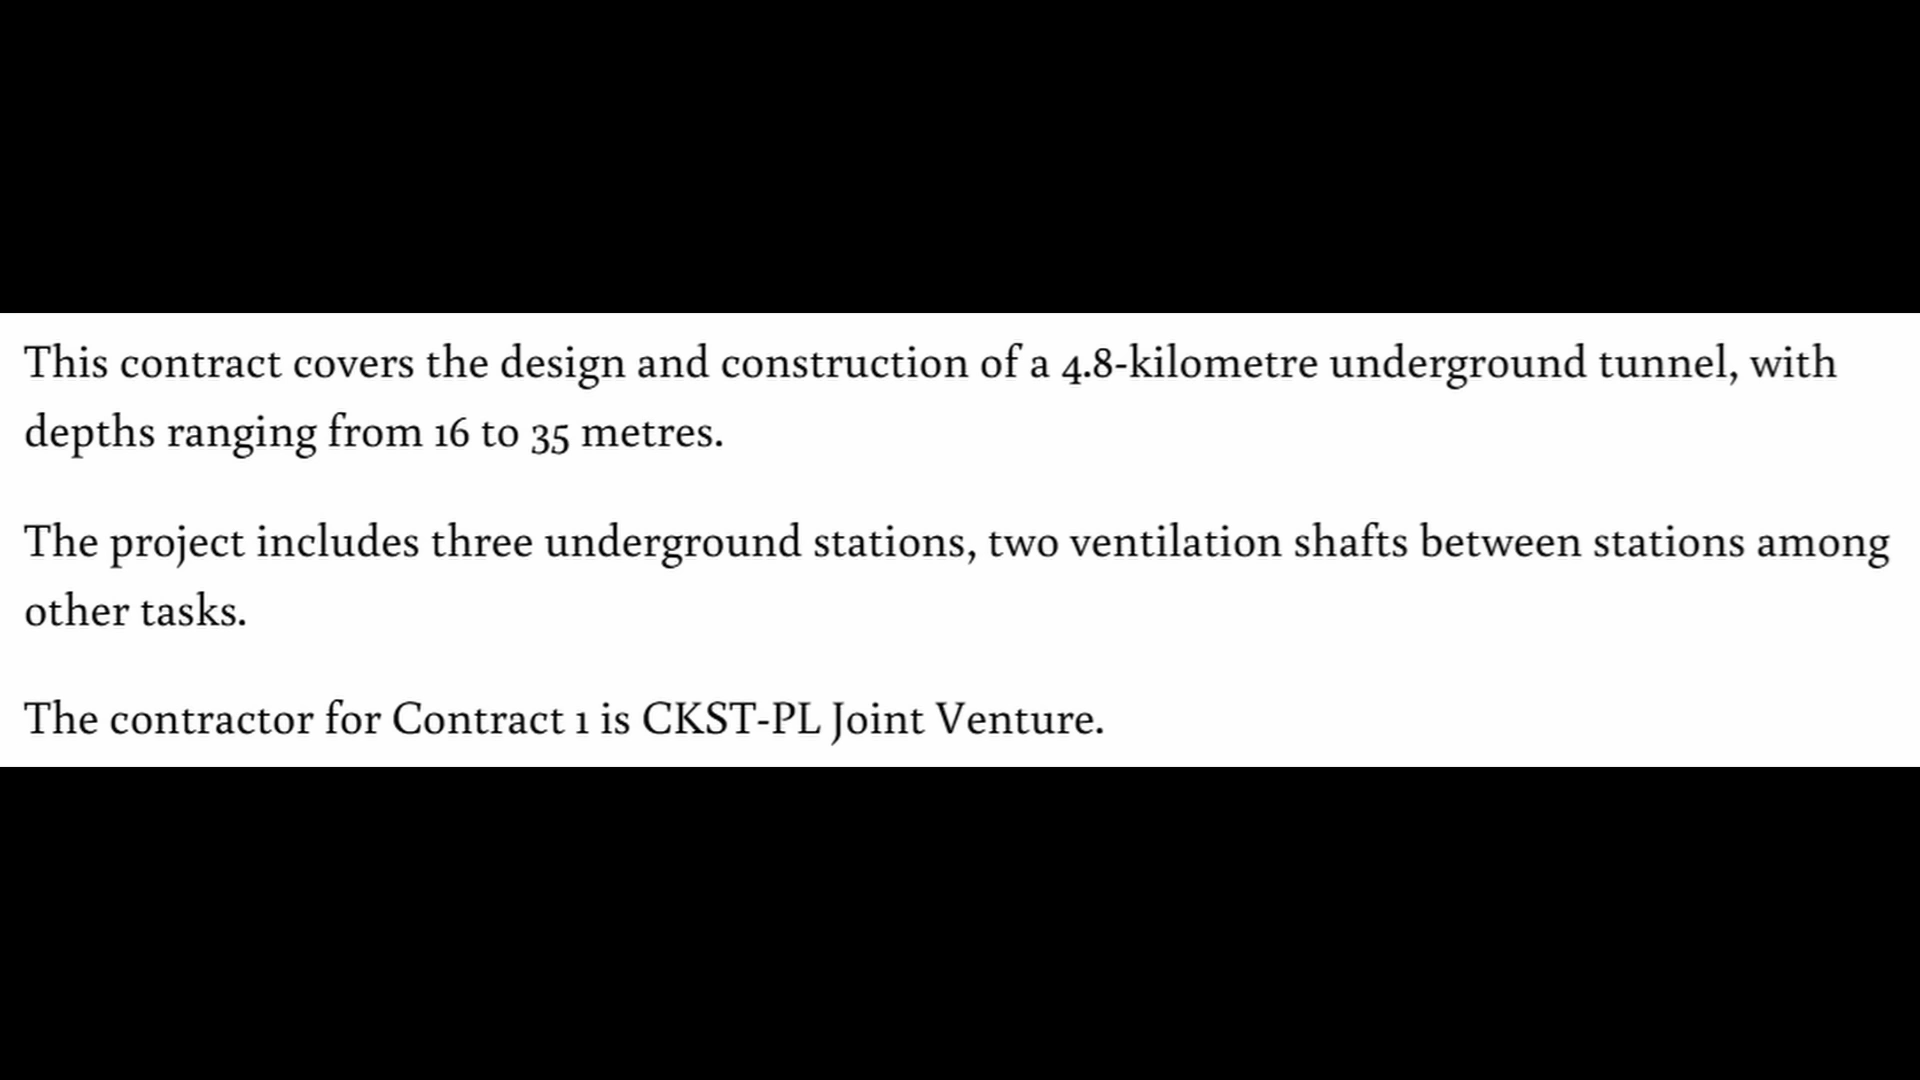 This contract covers the design and construction of a 4.8-kilometre underground tunnel, with
depths ranging from 16 to 35 metres.
The project includes three underground stations, two ventilation shafts between stations among
other tasks.
The contractor for Contract 1 is CKST-PL Joint Venture.